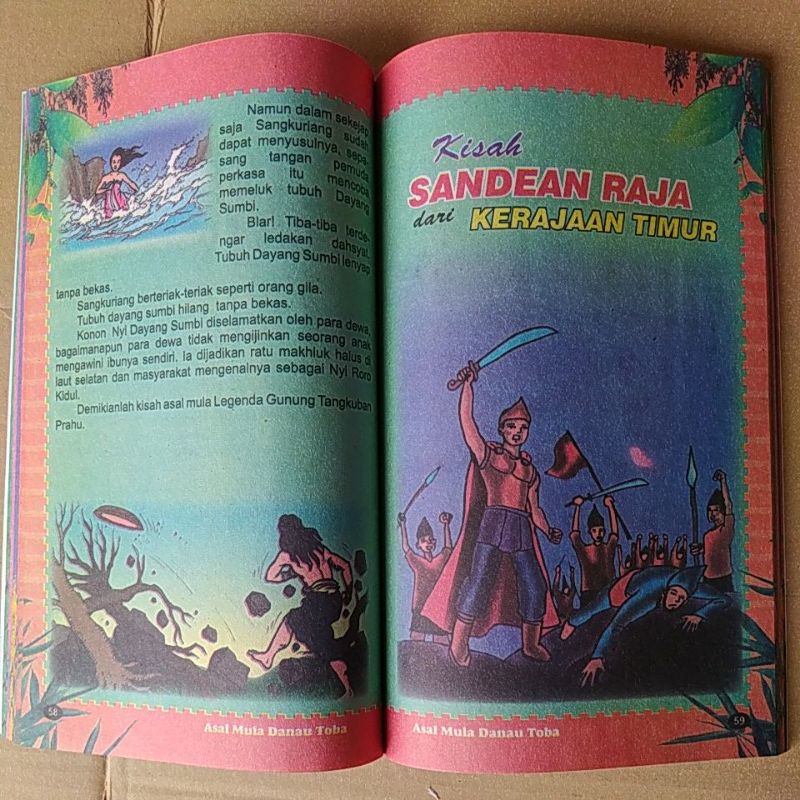 Namun dalam sekejap
saja Sangkuriang sudah
dapat menyusulnya, sepa-
sang tangan pemuda
perkasa itu mencoba
memeluk tubuh Dayang
Sumbi.
Blar! Tiba-tiba terde-
ngar ledakan dahsyat.
Tubuh Dayang Sumbi lenyap
tanpa bekas.
Sangkuriang berteriak-teriak seperti orang gila.
Tubuh dayang sumbi hilang tanpa bekas.
Konon Nyi Dayang Sumbi diselamatkan oleh para dewa,
bagaimanapun para dewa tidak mengijinkan seorang anak
mengawini ibunya sendiri. Ia dijadikan ratu makhluk halus di
laut selatan dan masyarakat mengenalnya sebagai Nyi Roro
Kidul.
Demikianlah kisah asal mula Legenda Gunung Tangkuban
Prahu.
58
Asal Mula Danau Toba
Kisah
SANDEAN RAJA
dari KERAJAAN TIMUR
Asal Mula Danau Toba
59